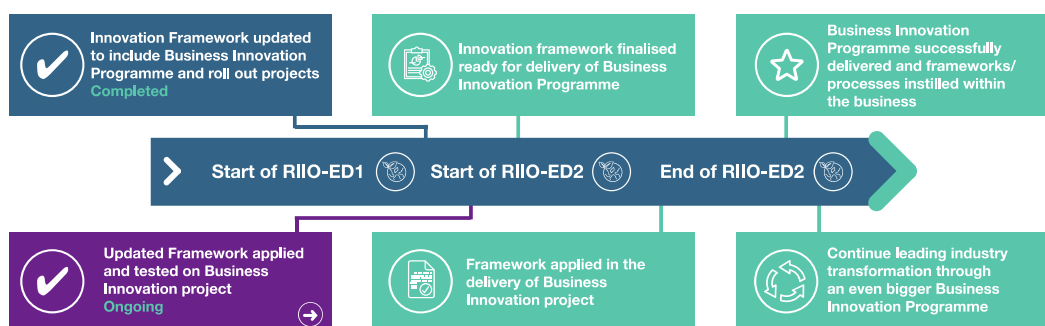 Innovation Framework updated
to include Business Innovation
Programme and roll out projects
Completed
Innovation framework finalised
ready for delivery of Business
Innovation Programme
Business Innovation
Programme successfully
delivered and frameworks/
processes instilled within
the business
Start of RIIO-ED1
Start of RIIO-ED2
End of RIIO-ED2
Updated Framework applied
and tested on Business
Innovation project
Ongoing
Framework applied in the
delivery of Business
Innovation project
Continue leading industry
transformation through
an even bigger Business
Innovation Programme